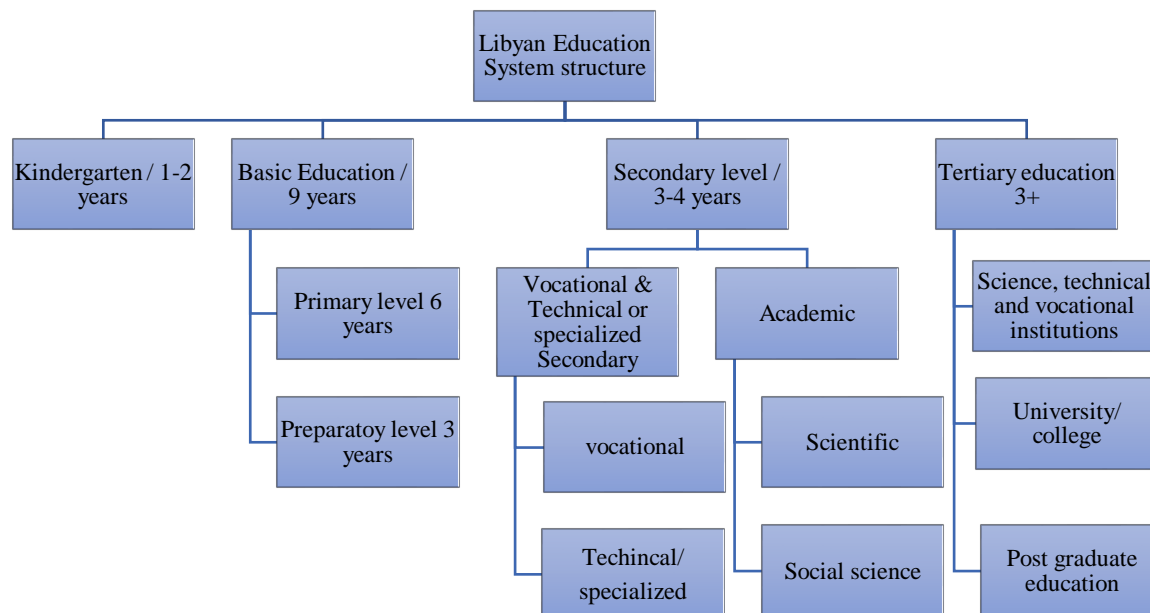 Libyan Education
System structure
Kindergarten / 1-2
years
Basic Education /
9 years
Secondary level /
3-4 years
Tertiary education
3+
Primary level 6
years
Preparatoy level 3
years
Vocational &
Technical or
specialized
Secondary
Academic
vocational
Techincal/
specialized
Scientific
Social science
Science, technical
and vocational
institutions
University/
college
Post graduate
education